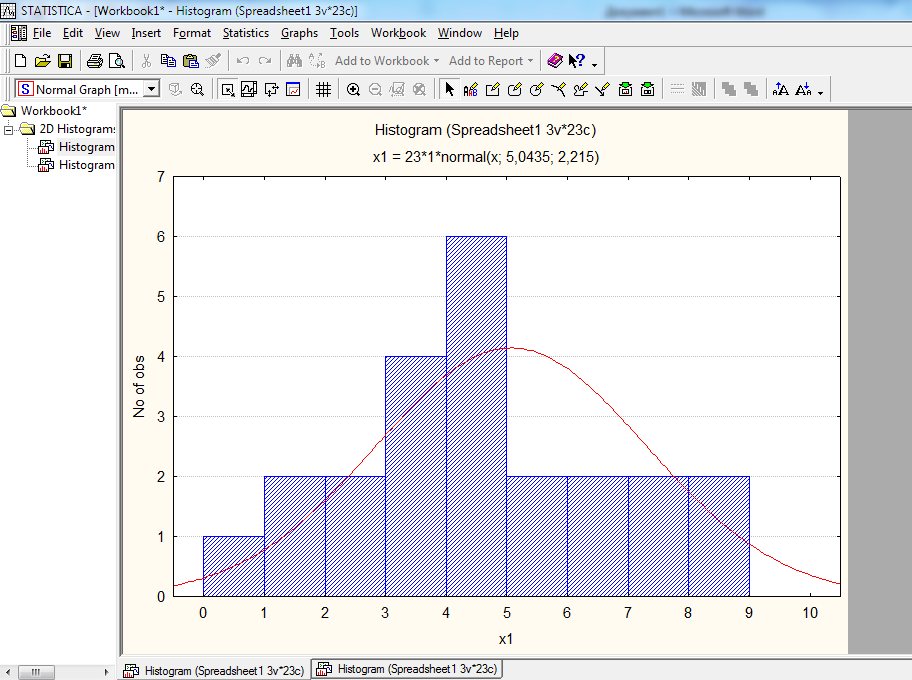 STATISTICA - [Workbook1* - Histogram (Spreadsheet1 3v*23c)]
File Edit View Insert Format Statistics Graphs Tools Workbook Window Help
Add to Workbook Add to Report
Normal Graph [m...
Workbook1*
2D Histograms
Histogram
Histogram
Histogram (Spreadsheet1 3v*23c)
x1 = 23*1*normal(x; 5,0435; 2,215)
7
6
5
4
3
2
1
0
No of obs
0 1 2 3 4 5 6 7 8 9 10
x1
Histogram (Spreadsheet1 3v*23c) Histogram (Spreadsheet1 3v*23c)